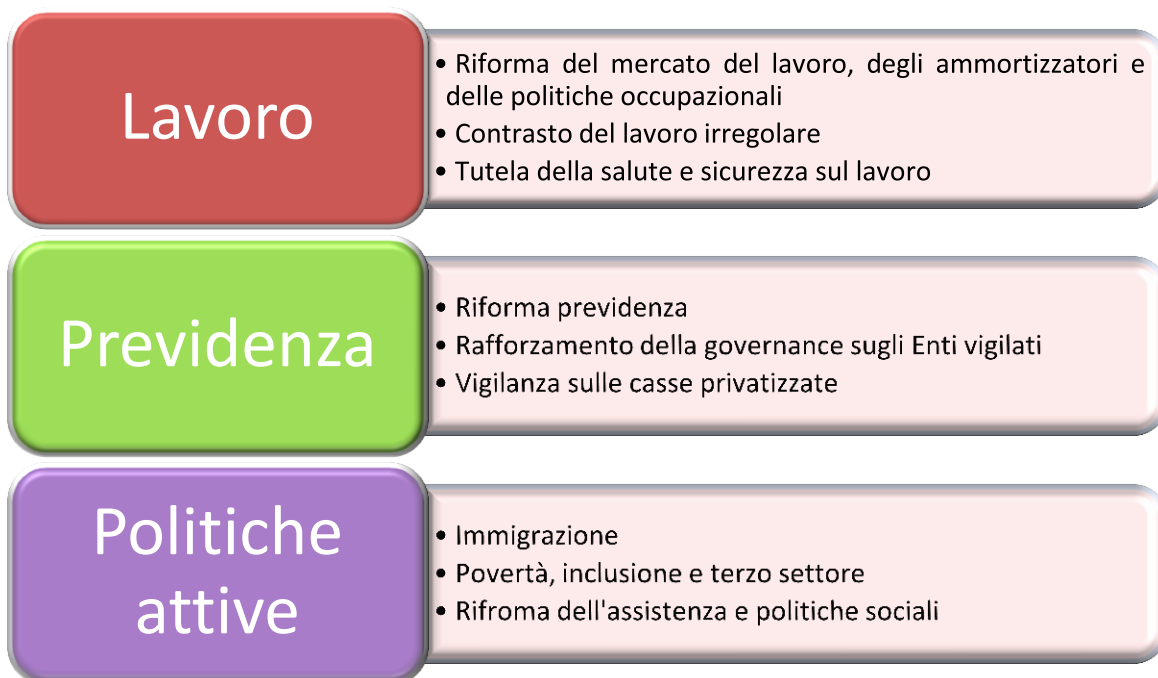 Lavoro
• Riforma del mercato del lavoro, degli ammortizzatori e
delle politiche occupazionali
• Contrasto del lavoro irregolare
• Tutela della salute e sicurezza sul lavoro
Previdenza
• Riforma previdenza
• Rafforzamento della governance sugli Enti vigilati
• Vigilanza sulle casse privatizzate
Politiche
attive
• Immigrazione
• Povertà, inclusione e terzo settore
• Rifroma dell'assistenza e politiche sociali